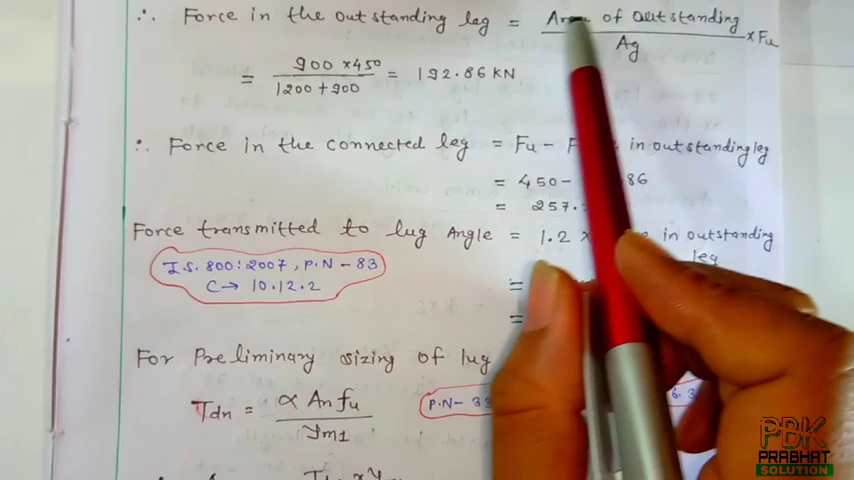 ∴ Force in the outstanding leg = Area of outstanding / Ag × Fu
= 900 × 450 / 1200 + 900 = 192.86 KN
∴ Force in the connected leg = Fu - in outstanding leg
= 450 - 86
= 257.
Force transmitted to lug Angle = 1.2 × in outstanding leg
I.S. 800:2007, P.N - 83
C → 10.12.2
=
=
For Preliminary sizing of lug
Tdn = α An fu / γm1
P.N - 33
PBK
PRABHAT
SOLUTION